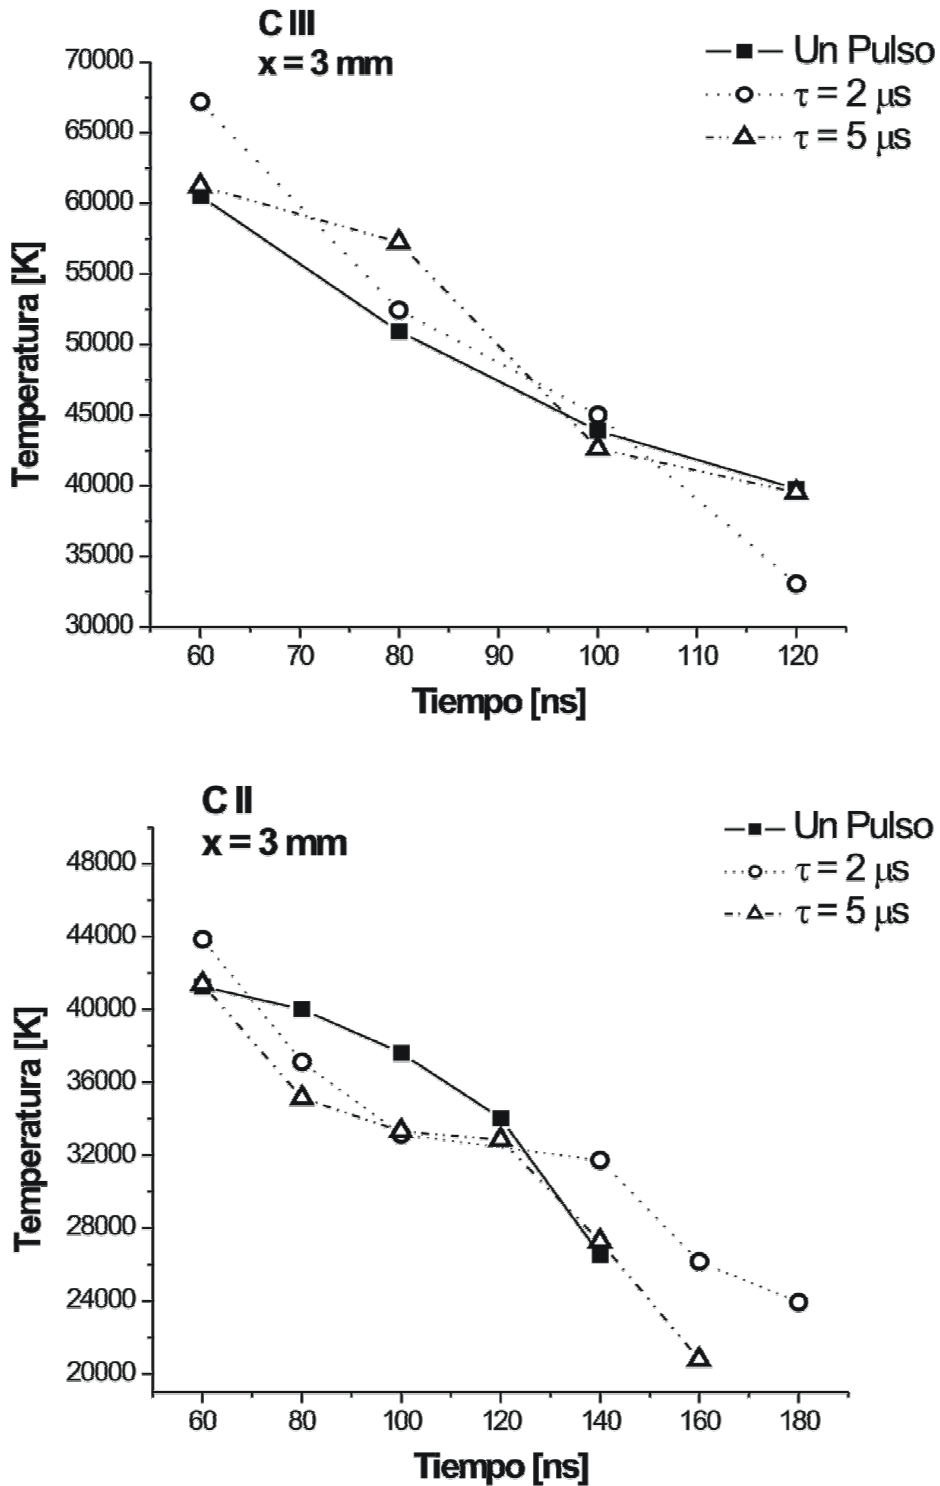 C III
x = 3 mm
Un Pulso
τ = 2 μs
τ = 5 μs
70000
65000
60000
55000
50000
45000
40000
35000
30000
Temperatura [K]
60 70 80 90 100 110 120
Tiempo [ns]
C II
x = 3 mm
Un Pulso
τ = 2 μs
τ = 5 μs
48000
44000
40000
36000
32000
28000
24000
20000
Temperatura [K]
60 80 100 120 140 160 180
Tiempo [ns]